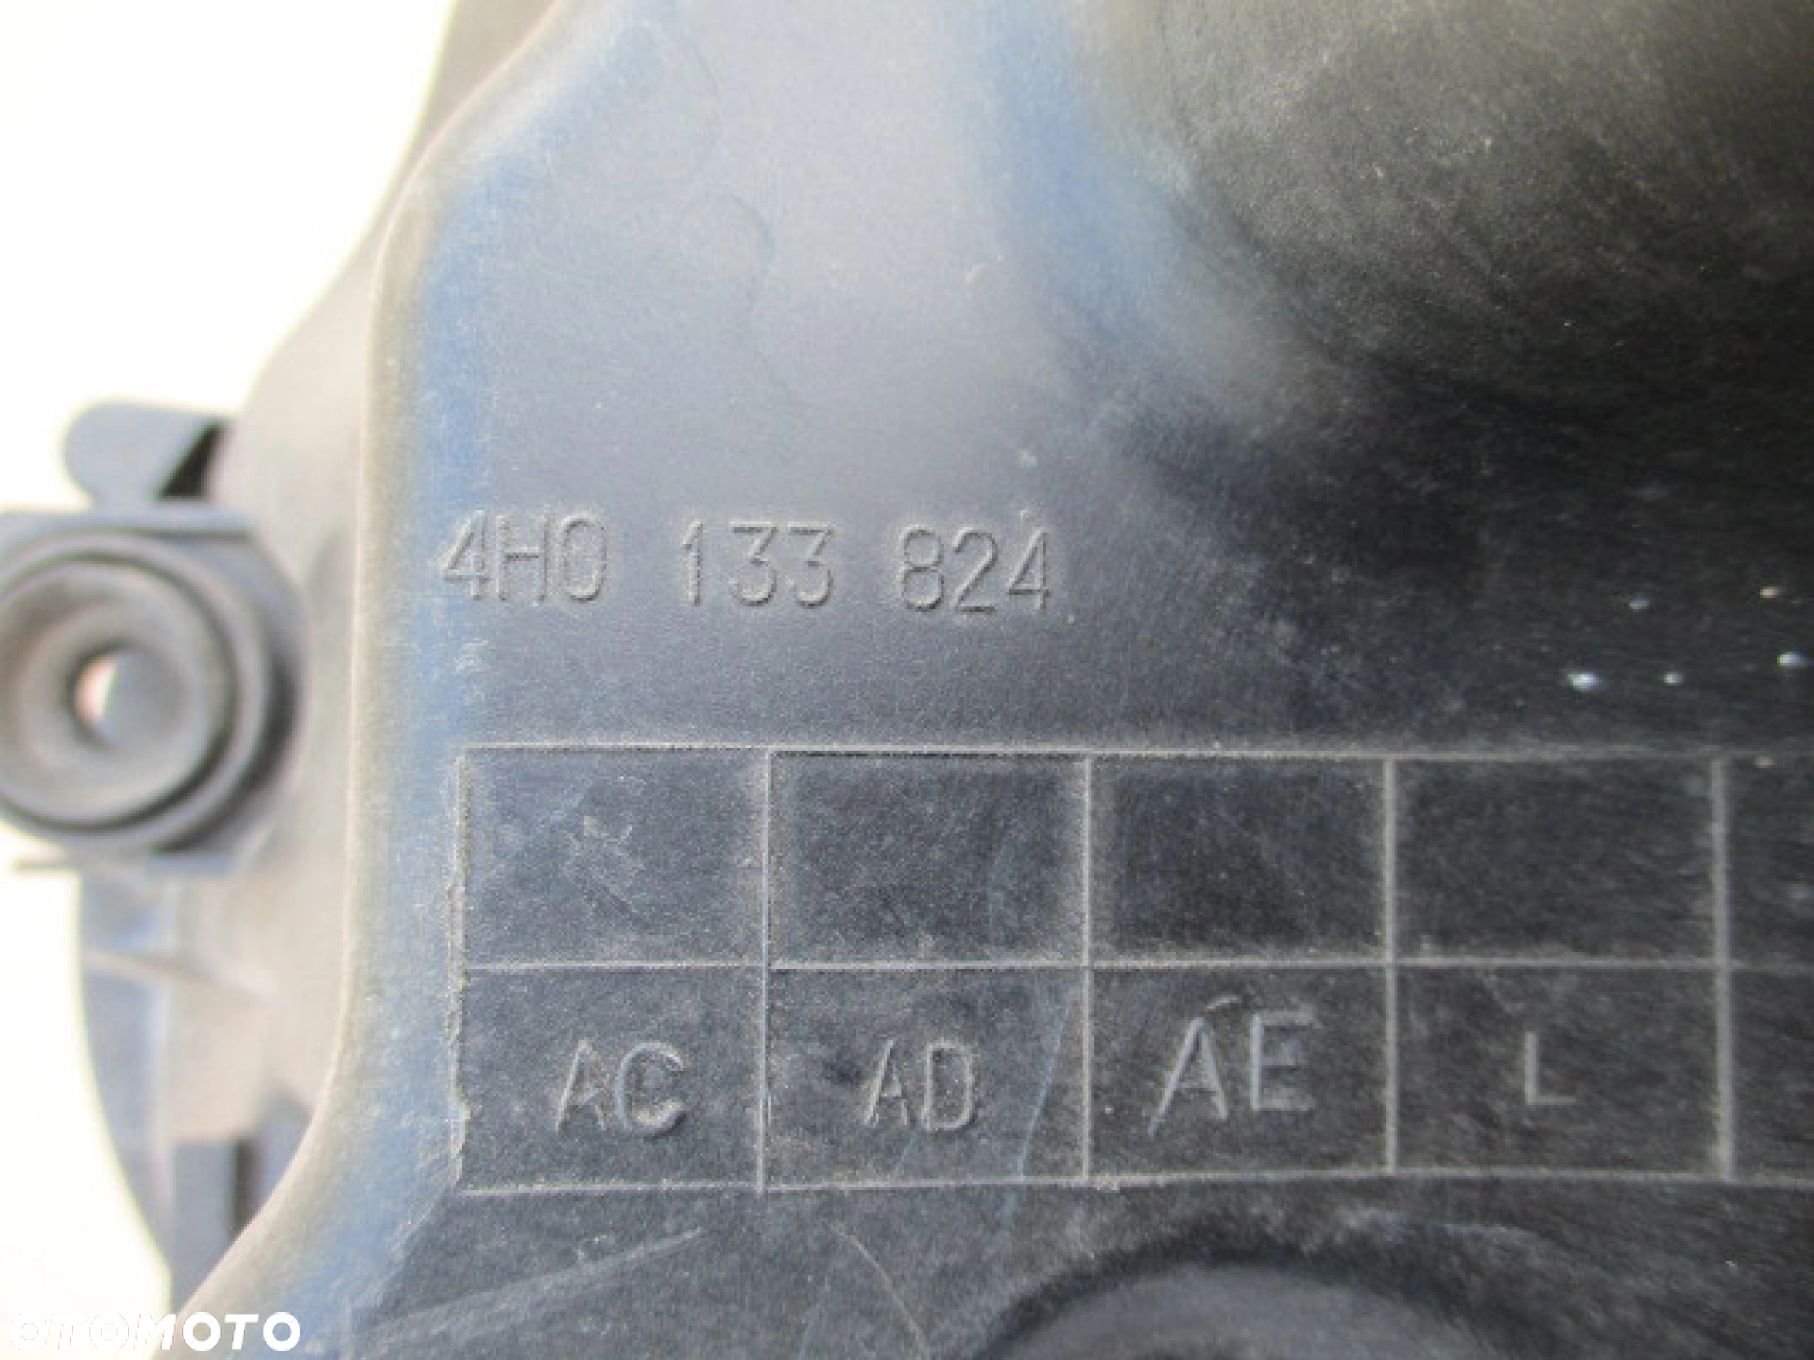 4H0 133 824
AC AD AE L
OTOMOTO